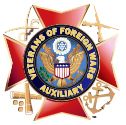 VETERANS OF FOREIGN WARS
AUXILIARY